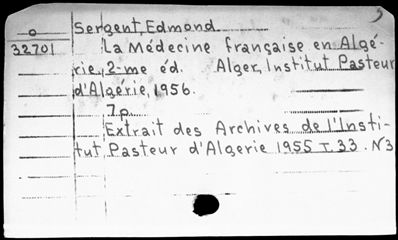 Sergent, Edmond
O
32701 La Médecine française en Algé-
rie, 2-me éd. Alger, Institut Pasteur
d'Algérie, 1956.
7 p.
Extrait des Archives de l'Insti-
tut Pasteur d'Algerie 1955 T. 33. N3